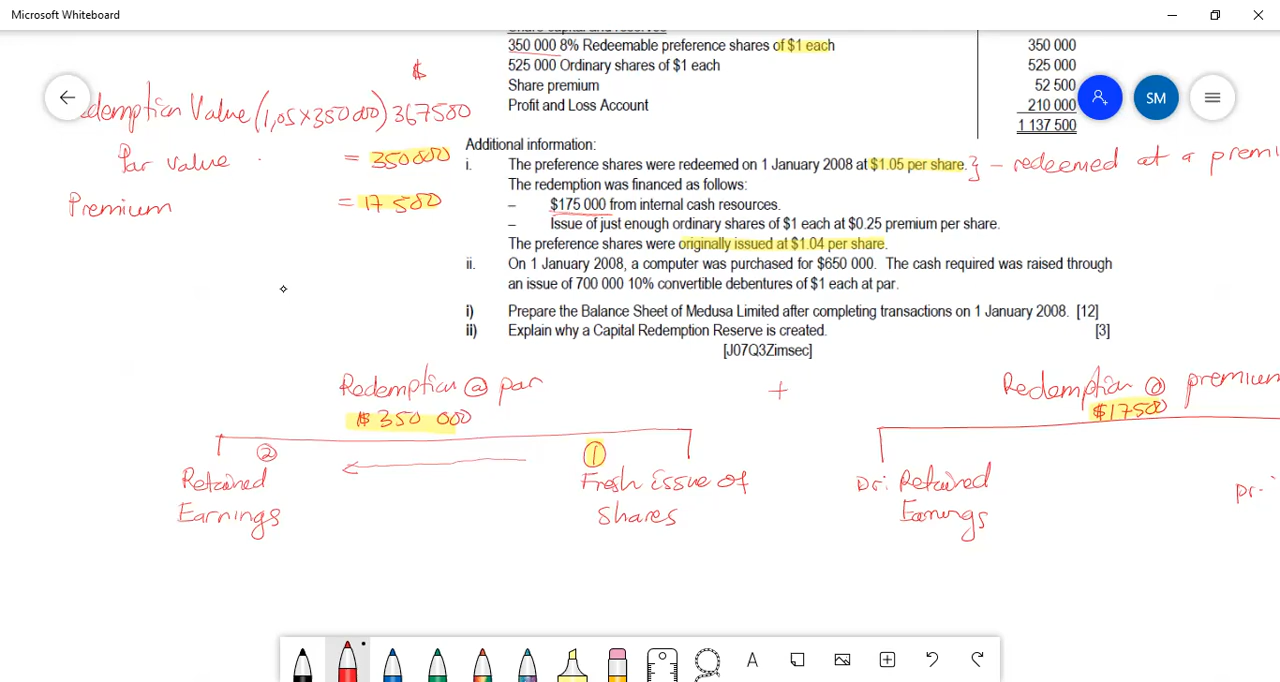 Microsoft Whiteboard
350 000 8% Redeemable preference shares of $1 each 350 000
525 000 Ordinary shares of $1 each 525 000
Share premium 52 500
Profit and Loss Account 210 000
1 137 500
SM
$
demption Value (1,05 x 350 000) 367500
Par value = 350000
Premium = 17 500
Additional information:
i. The preference shares were redeemed on 1 January 2008 at $1.05 per share. } – redeemed at a premi
The redemption was financed as follows:
– $175 000 from internal cash resources.
– Issue of just enough ordinary shares of $1 each at $0.25 premium per share.
The preference shares were originally issued at $1.04 per share.
ii. On 1 January 2008, a computer was purchased for $650 000. The cash required was raised through
an issue of 700 000 10% convertible debentures of $1 each at par.
i) Prepare the Balance Sheet of Medusa Limited after completing transactions on 1 January 2008. [12]
ii) Explain why a Capital Redemption Reserve is created. [3]
[J07Q3Zimsec]
Redemption @ par + Redemption @ premium
$ 350 000 $17500
② ①
Retained Fresh issue of Dr: Retained Dr:
Earnings shares Earnings
A